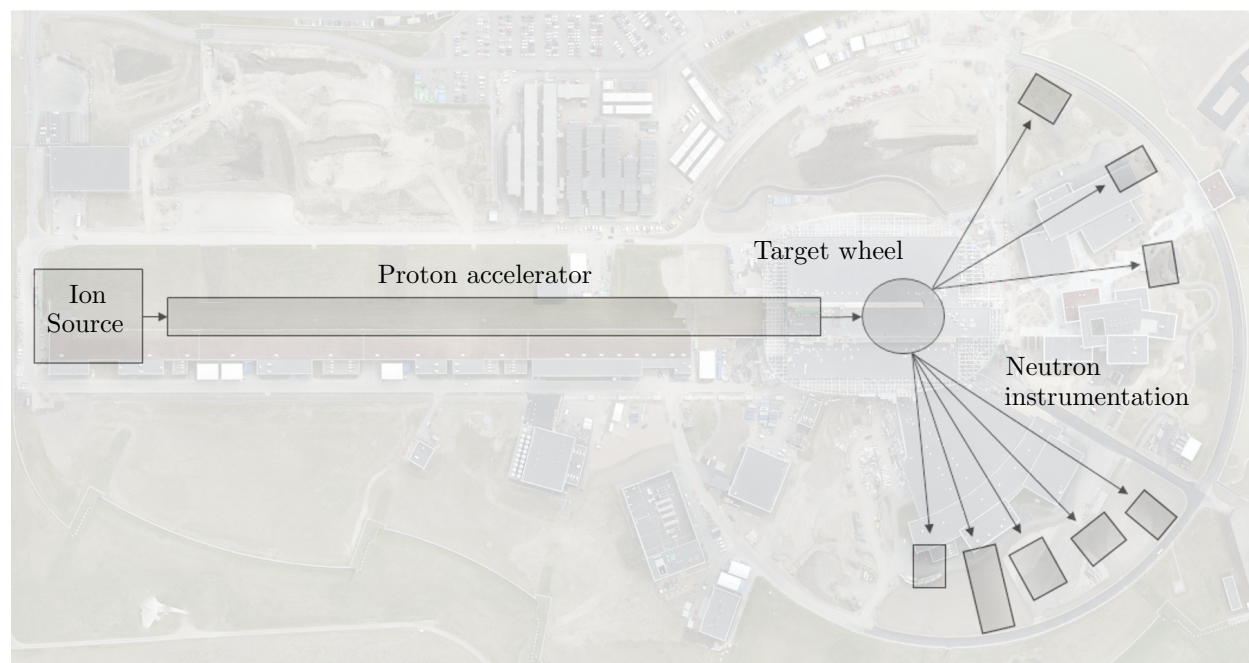 Ion
Source
Proton accelerator
Target wheel
Neutron
instrumentation